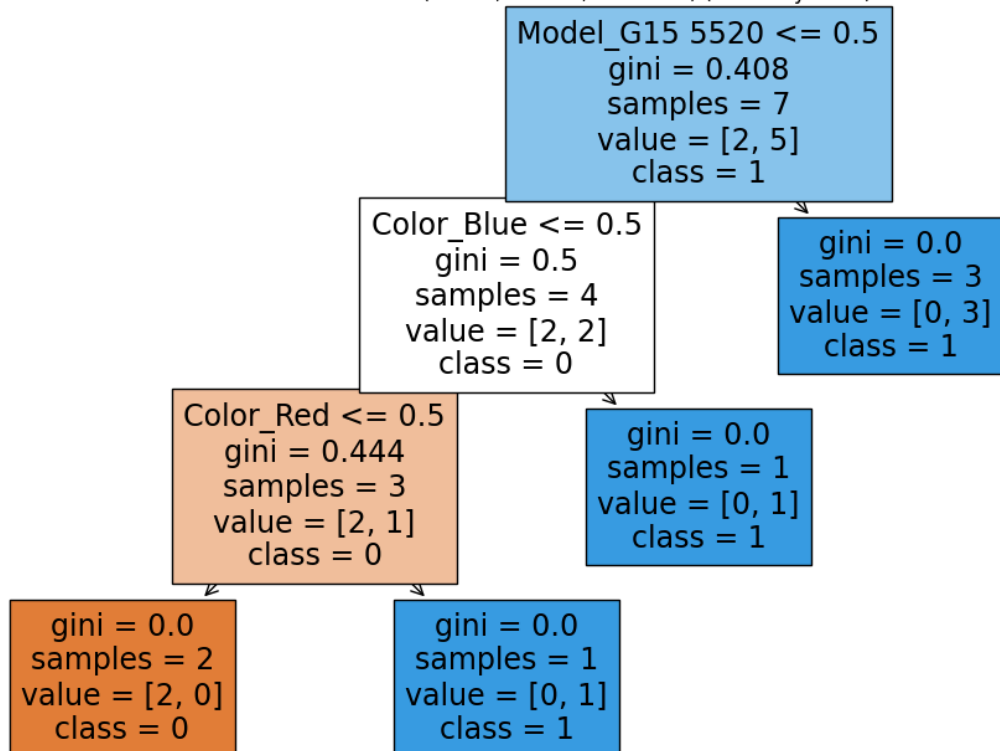 Model_G15 5520 <= 0.5
gini = 0.408
samples = 7
value = [2, 5]
class = 1
Color_Blue <= 0.5
gini = 0.5
samples = 4
value = [2, 2]
class = 0
gini = 0.0
samples = 3
value = [0, 3]
class = 1
Color_Red <= 0.5
gini = 0.444
samples = 3
value = [2, 1]
class = 0
gini = 0.0
samples = 1
value = [0, 1]
class = 1
gini = 0.0
samples = 2
value = [2, 0]
class = 0
gini = 0.0
samples = 1
value = [0, 1]
class = 1